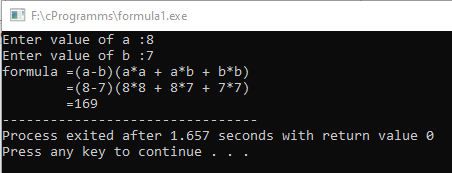 F:\cProgramms\formula1.exe
Enter value of a :8
Enter value of b :7
formula =(a-b)(a*a + a*b + b*b)
        =(8-7)(8*8 + 8*7 + 7*7)
        =169
--------------------------------
Process exited after 1.657 seconds with return value 0
Press any key to continue . . .